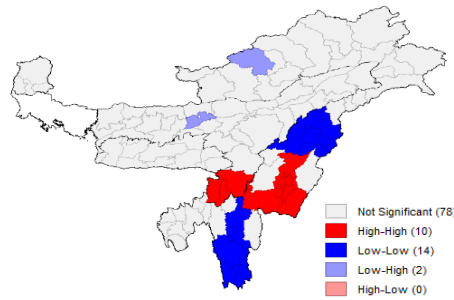 Not Significant (78)
High-High (10)
Low-Low (14)
Low-High (2)
High-Low (0)